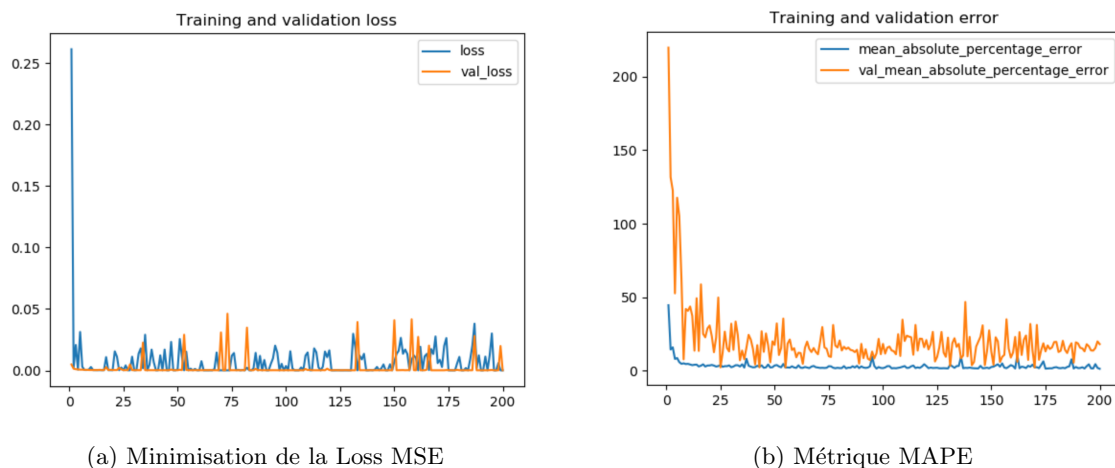 Training and validation loss
loss
val_loss
0.25
0.20
0.15
0.10
0.05
0.00
0 25 50 75 100 125 150 175 200
(a) Minimisation de la Loss MSE
Training and validation error
mean_absolute_percentage_error
val_mean_absolute_percentage_error
200
150
100
50
0
0 25 50 75 100 125 150 175 200
(b) Métrique MAPE